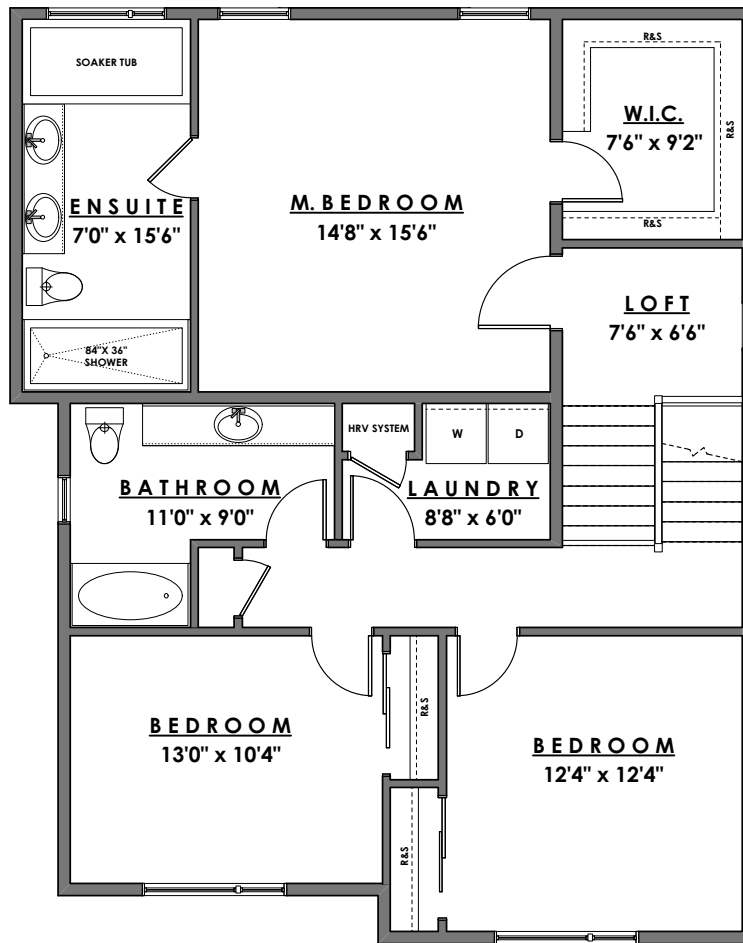 SOAKER TUB
R&S
W.I.C.
7'6" x 9'2"
R&S
R&S
ENSUITE
7'0" x 15'6"
M. BEDROOM
14'8" x 15'6"
LOFT
7'6" x 6'6"
84"X 36"
SHOWER
HRV SYSTEM
W
D
BATHROOM
11'0" x 9'0"
LAUNDRY
8'8" x 6'0"
BEDROOM
13'0" x 10'4"
R&S
BEDROOM
12'4" x 12'4"
R&S